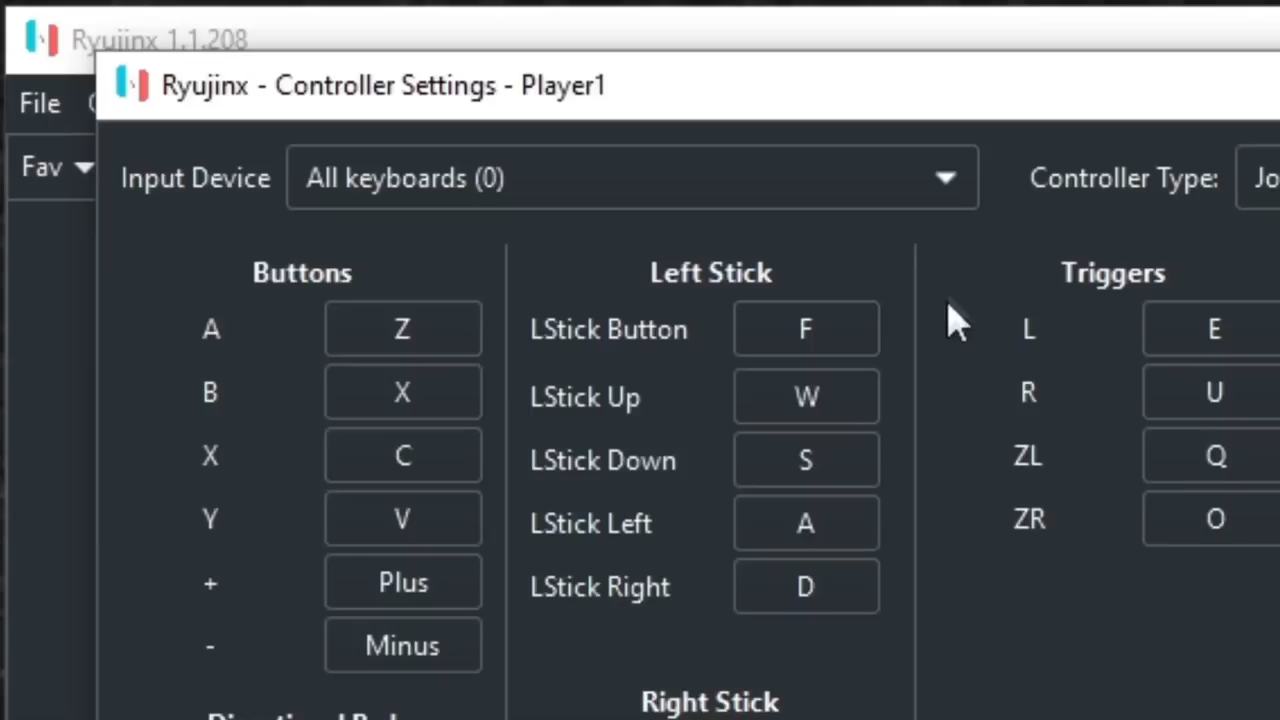 Ryujinx 1.1.208
Ryujinx - Controller Settings - Player1
File
Fav
Input Device All keyboards (0) Controller Type: Jo
Buttons Left Stick Triggers
A Z LStick Button F L E
B X LStick Up W R U
X C LStick Down S ZL Q
Y V LStick Left A ZR O
+ Plus LStick Right D
- Minus
Right Stick